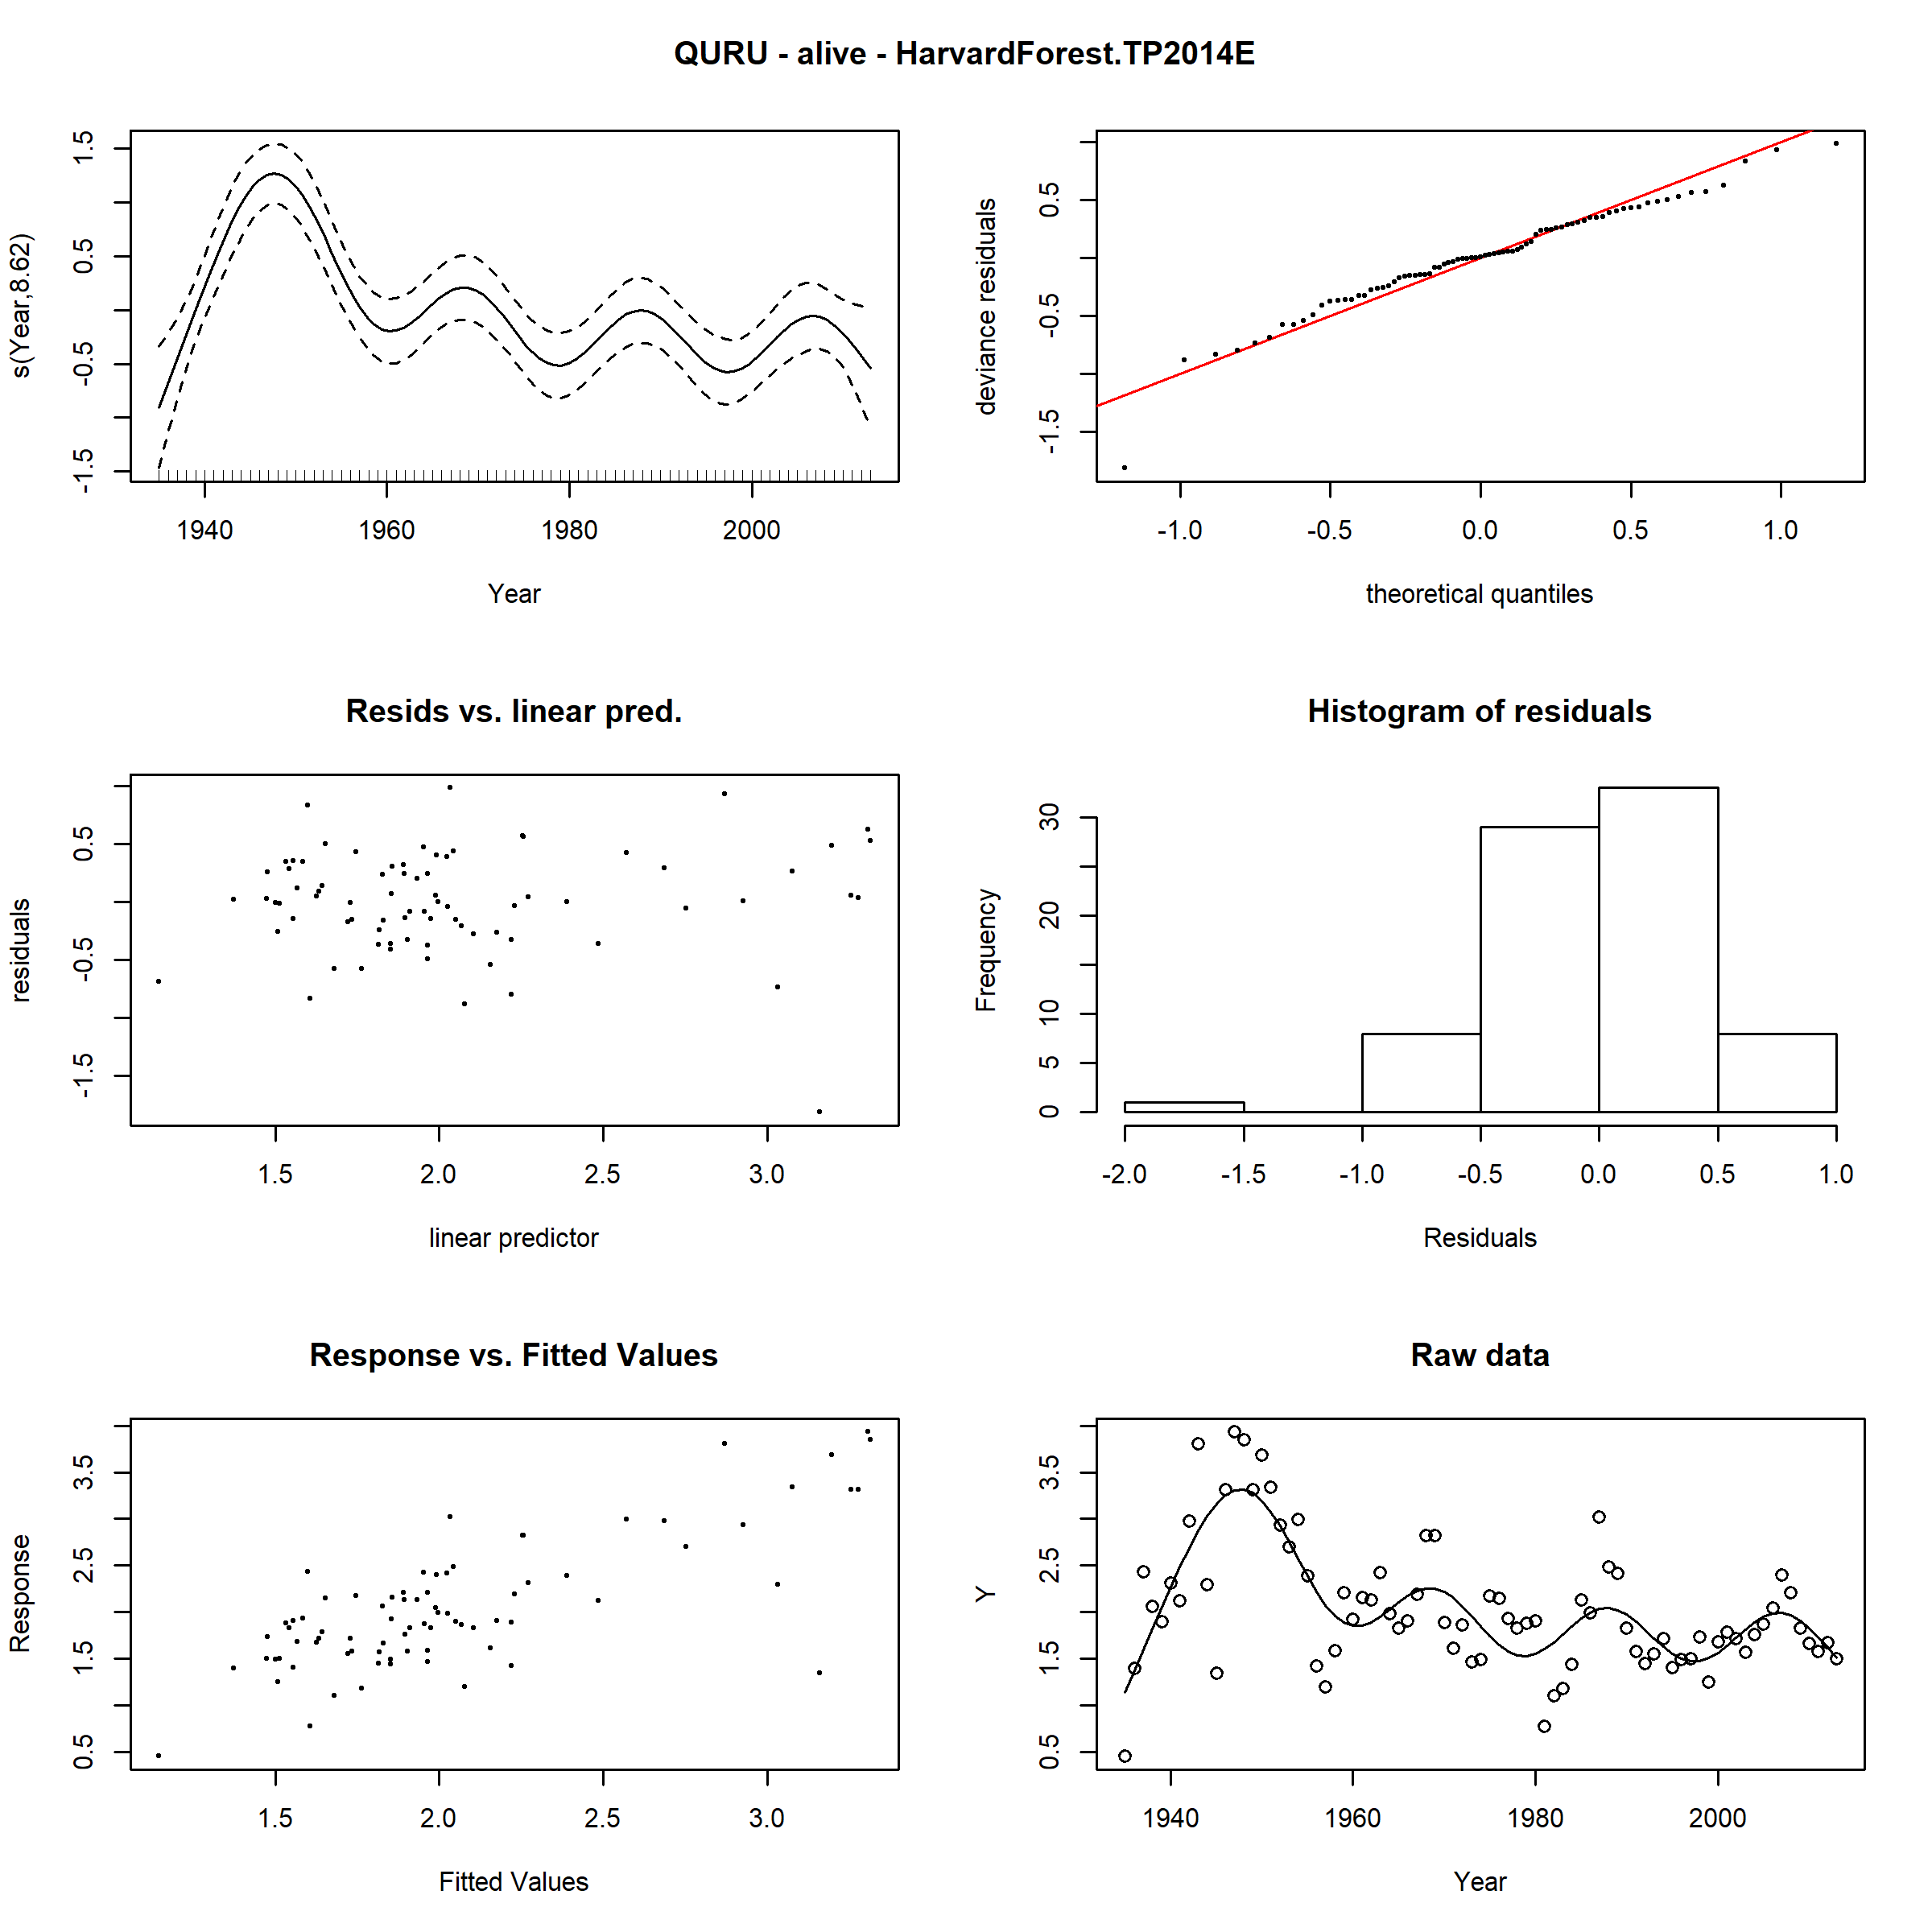 QURU - alive - HarvardForest.TP2014E
s(Year,8.62)
1.5
0.5
-0.5
-1.5
1940 1960 1980 2000
Year
deviance residuals
0.5
-0.5
-1.5
-1.0 -0.5 0.0 0.5 1.0
theoretical quantiles
Resids vs. linear pred.
residuals
0.5
-0.5
-1.5
1.5 2.0 2.5 3.0
linear predictor
Histogram of residuals
Frequency
30
20
10
5
0
-2.0 -1.5 -1.0 -0.5 0.0 0.5 1.0
Residuals
Response vs. Fitted Values
Response
3.5
2.5
1.5
0.5
1.5 2.0 2.5 3.0
Fitted Values
Raw data
Y
3.5
2.5
1.5
0.5
1940 1960 1980 2000
Year